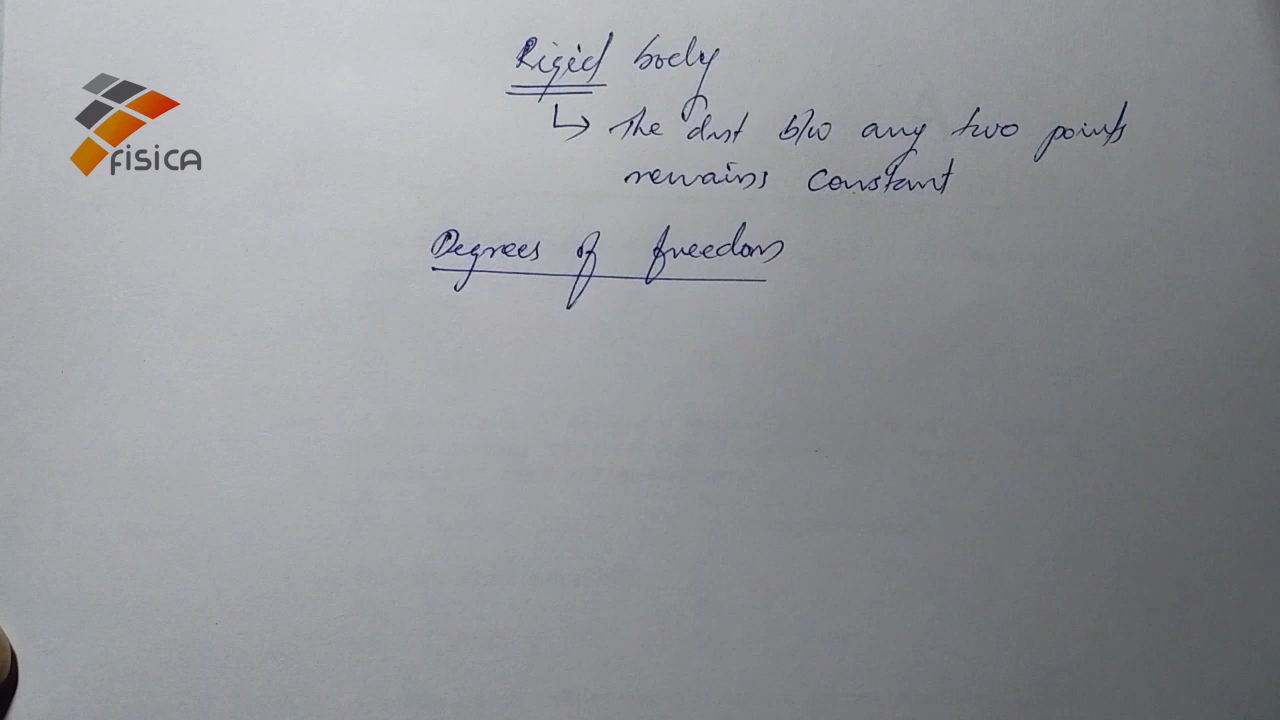 Rigid body
↳ The dist b/w any two points
remains constant
Degrees of freedom
FISICA